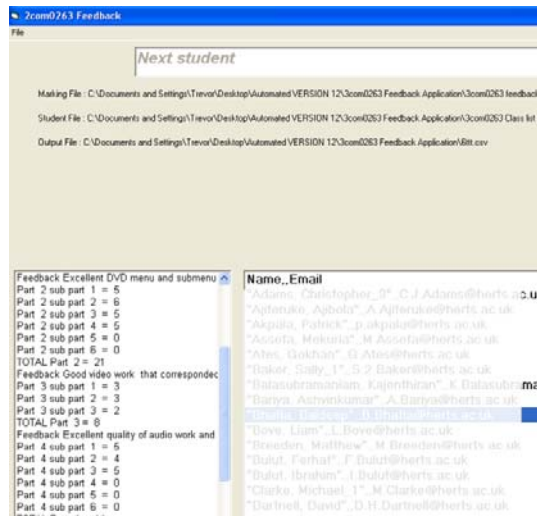 2com0263 Feedback
File
Next student
Marking File : C:\Documents and Settings\Trevor\Desktop\Automated VERSION 12\3com0263 Feedback Application\3com0263 feedback
Student File : C:\Documents and Settings\Trevor\Desktop\Automated VERSION 12\3com0263 Feedback Application\3com0263 Class list
Output File : C:\Documents and Settings\Trevor\Desktop\Automated VERSION 12\3com0263 Feedback Application\6ttt.csv
Feedback Excellent DVD menu and submenu
Part 2 sub part 1 = 5
Part 2 sub part 2 = 6
Part 2 sub part 3 = 5
Part 2 sub part 4 = 5
Part 2 sub part 5 = 0
Part 2 sub part 6 = 0
TOTAL Part 2 = 21
Feedback Good video work that correspondec
Part 3 sub part 1 = 3
Part 3 sub part 2 = 3
Part 3 sub part 3 = 2
TOTAL Part 3 = 8
Feedback Excellent quality of audio work and
Part 4 sub part 1 = 5
Part 4 sub part 2 = 4
Part 4 sub part 3 = 5
Part 4 sub part 4 = 0
Part 4 sub part 5 = 0
Part 4 sub part 6 = 0
Name,,Email
"Adams, Christopher_0",,C.J.Adams@herts.ac.u
"Ajiferuke, Ajibola",,A.Ajiferuke@herts.ac.uk
"Akpala, Patrick",,p.akpala@herts.ac.uk
"Assefa, Mekuria",,M.Assefa@herts.ac.uk
"Ates, Gokhan",,G.Ates@herts.ac.uk
"Baker, Sally_1",,S.2.Baker@herts.ac.uk
"Balasubramaniam, Kajenthiran",,K.Balasubrama
"Banya, Ashvinkumar",,A.Banya@herts.ac.uk
"Bhalla, Baldeep",,B.Bhalla@herts.ac.uk
"Bove, Liam",,L.Bove@herts.ac.uk
"Breeden, Matthew",,M.Breeden@herts.ac.uk
"Bulut, Ferhat",,F.Bulut@herts.ac.uk
"Bulut, Ibrahim",,I.Bulut@herts.ac.uk
"Clarke, Michael_1",,M.Clarke@herts.ac.uk
"Dartnell, David",,D.H.Dartnell@herts.ac.uk